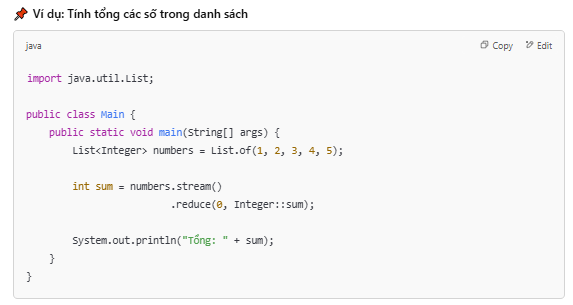 📌 Ví dụ: Tính tổng các số trong danh sách
java
Copy
Edit
import java.util.List;
public class Main {
    public static void main(String[] args) {
        List<Integer> numbers = List.of(1, 2, 3, 4, 5);
        int sum = numbers.stream()
                         .reduce(0, Integer::sum);
        System.out.println("Tổng: " + sum);
    }
}